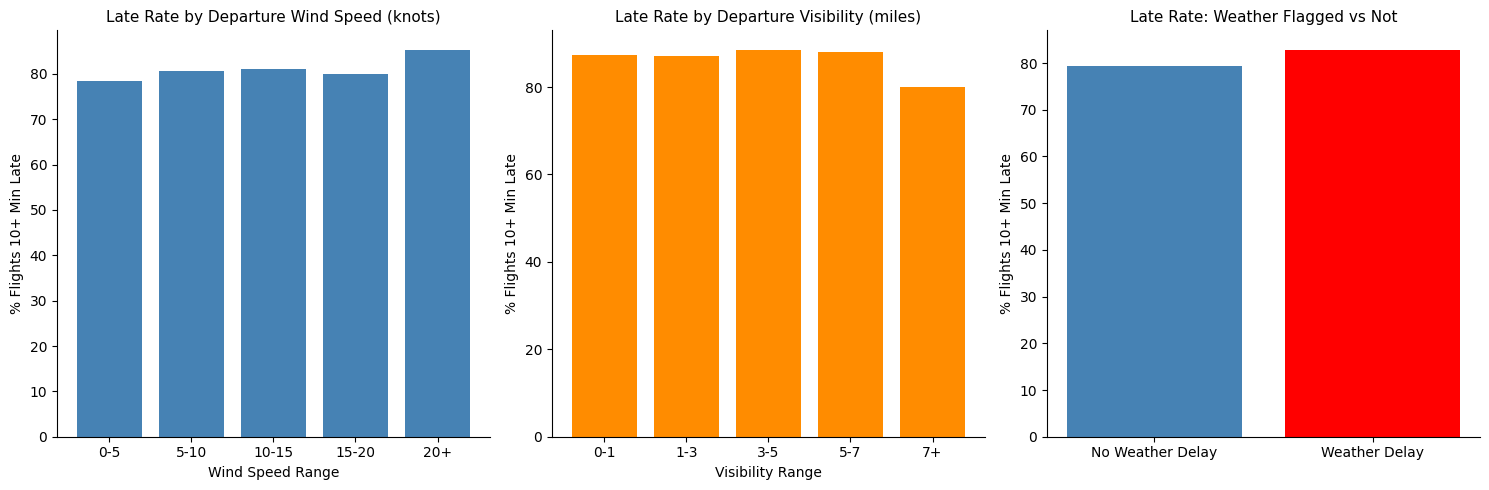 Late Rate by Departure Wind Speed (knots)
% Flights 10+ Min Late
80
70
60
50
40
30
20
10
0
0-5 5-10 10-15 15-20 20+
Wind Speed Range
Late Rate by Departure Visibility (miles)
% Flights 10+ Min Late
80
60
40
20
0
0-1 1-3 3-5 5-7 7+
Visibility Range
Late Rate: Weather Flagged vs Not
% Flights 10+ Min Late
80
70
60
50
40
30
20
10
0
No Weather Delay Weather Delay